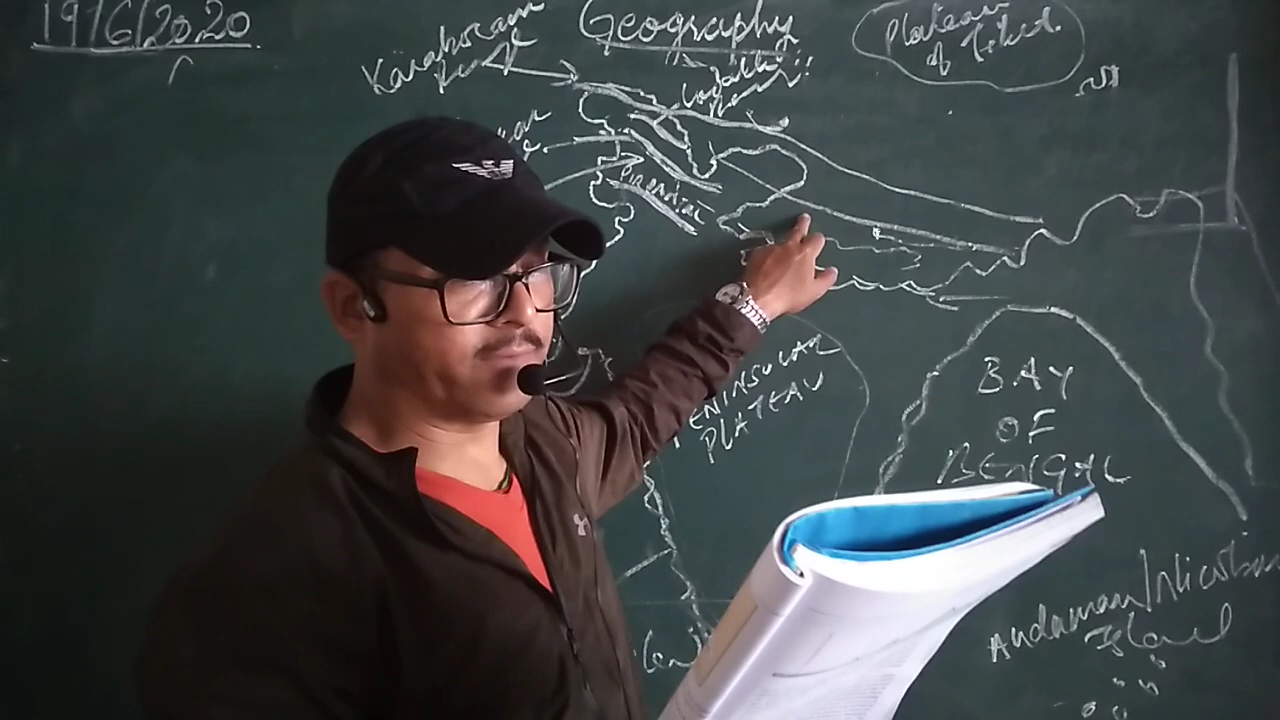 19/6/2020
Geography
Plateau
of Tibet.
Karakoram
Range
Ladakh
Range
PENINSULAR
PLATEAU
BAY
OF
BENGAL
Andaman/Nicobar
Island